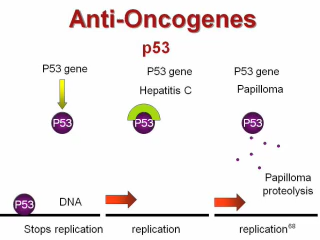 Anti-Oncogenes
p53
P53 gene
P53
P53
DNA
Stops replication
P53 gene
Hepatitis C
P53
replication
P53 gene
Papilloma
P53
Papilloma
proteolysis
replication
68